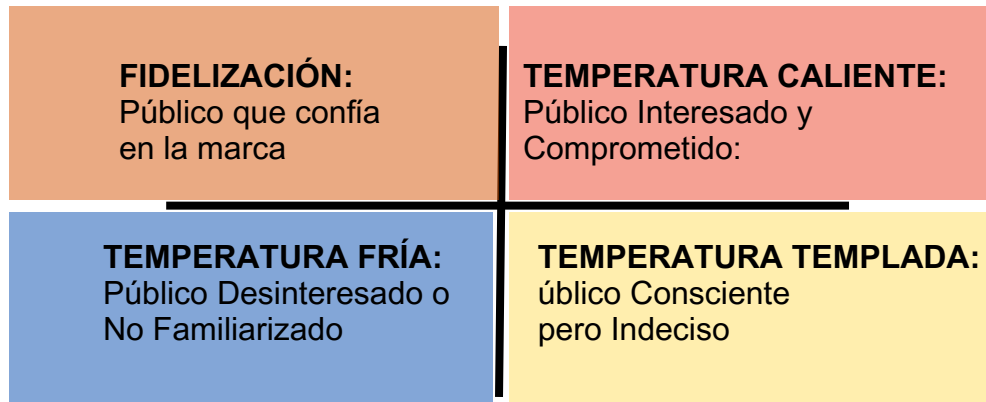 FIDELIZACIÓN:
Público que confía
en la marca
TEMPERATURA CALIENTE:
Público Interesado y
Comprometido:
TEMPERATURA FRÍA:
Público Desinteresado o
No Familiarizado
TEMPERATURA TEMPLADA:
úblico Consciente
pero Indeciso